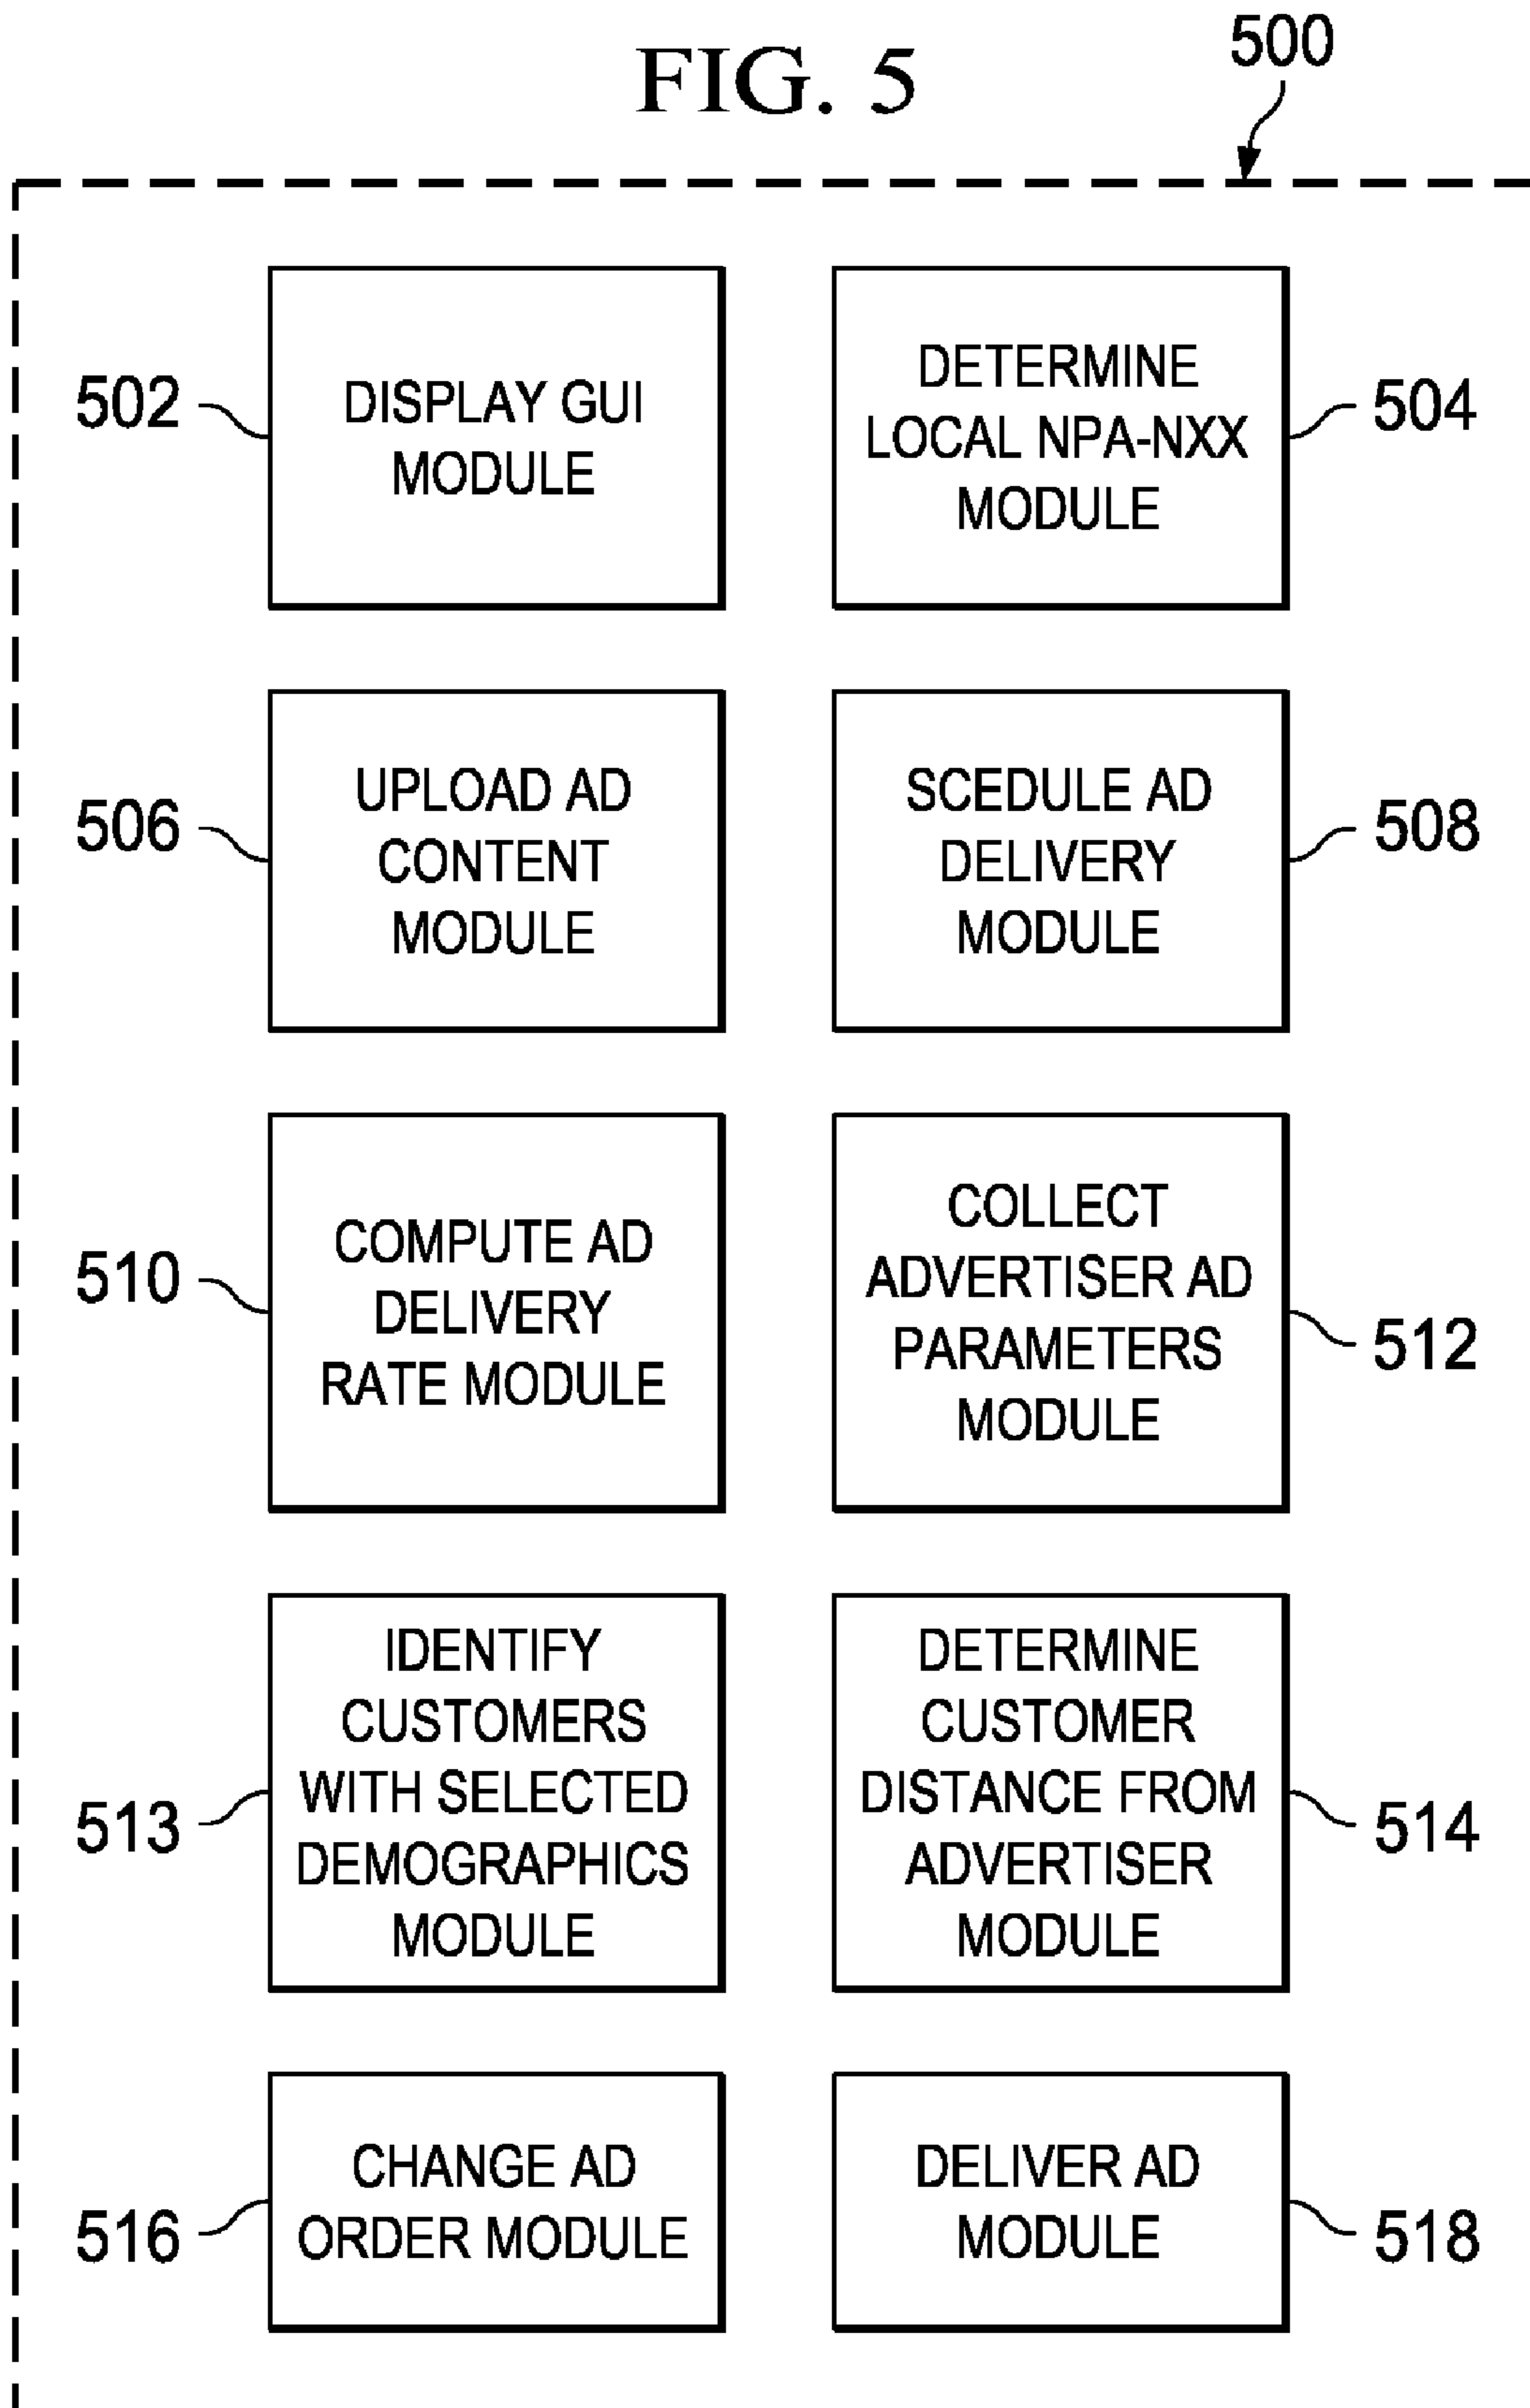 FIG. 5
500
502
DISPLAY GUI
MODULE
DETERMINE
LOCAL NPA-NXX
MODULE
504
506
UPLOAD AD
CONTENT
MODULE
SCEDULE AD
DELIVERY
MODULE
508
510
COMPUTE AD
DELIVERY
RATE MODULE
COLLECT
ADVERTISER AD
PARAMETERS
MODULE
512
513
IDENTIFY
CUSTOMERS
WITH SELECTED
DEMOGRAPHICS
MODULE
DETERMINE
CUSTOMER
DISTANCE FROM
ADVERTISER
MODULE
514
516
CHANGE AD
ORDER MODULE
DELIVER AD
MODULE
518